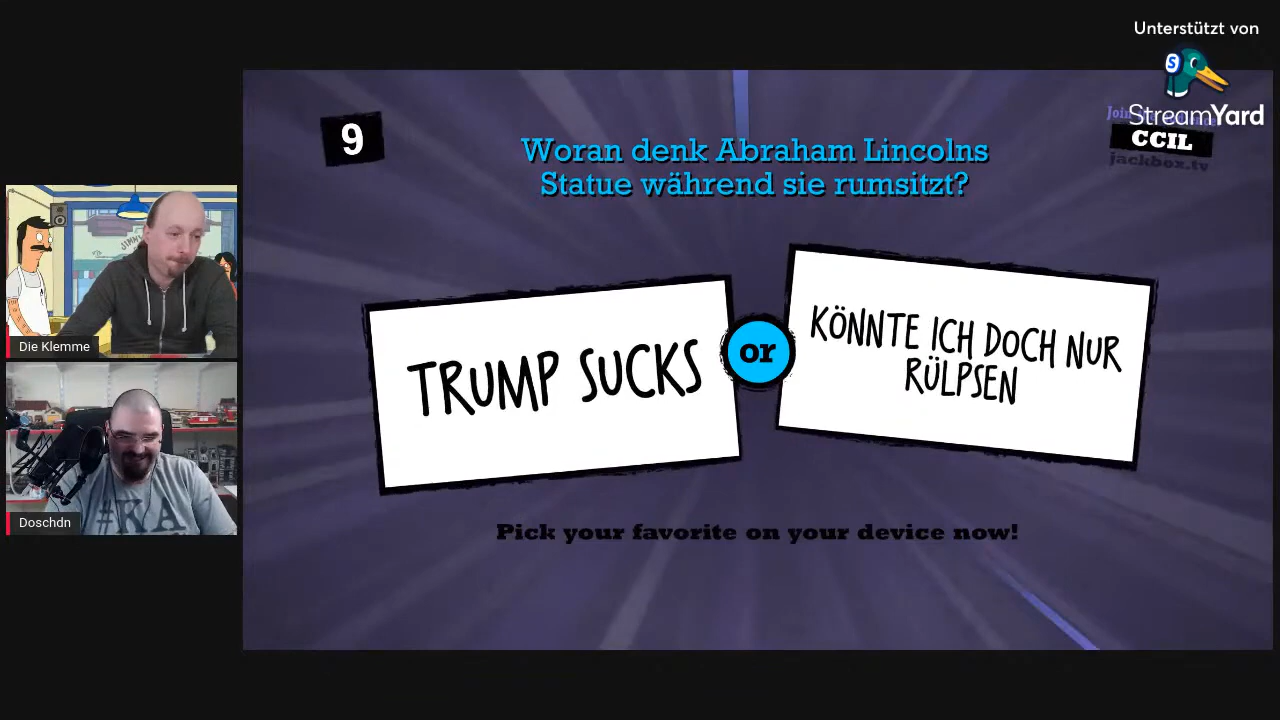 Unterstützt von
StreamYard
9
Woran denk Abraham Lincolns
Statue während sie rumsitzt?
CCIL
jackbox.tv
TRUMP SUCKS
or
KÖNNTE ICH DOCH NUR
RÜLPSEN
Die Klemme
Doschdn
#KA
Pick your favorite on your device now!